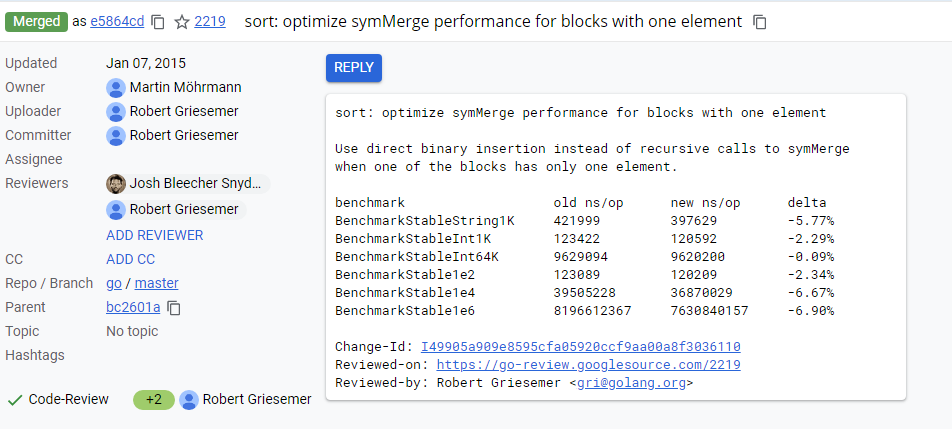 Merged as e5864cd 2219 sort: optimize symMerge performance for blocks with one element
Updated Jan 07, 2015
Owner Martin Möhrmann
Uploader Robert Griesemer
Committer Robert Griesemer
Assignee
Reviewers Josh Bleecher Snyd...
Robert Griesemer
ADD REVIEWER
CC ADD CC
Repo / Branch go / master
Parent bc2601a
Topic No topic
Hashtags
Code-Review +2 Robert Griesemer
REPLY
sort: optimize symMerge performance for blocks with one element
Use direct binary insertion instead of recursive calls to symMerge
when one of the blocks has only one element.
benchmark old ns/op new ns/op delta
BenchmarkStableString1K 421999 397629 -5.77%
BenchmarkStableInt1K 123422 120592 -2.29%
BenchmarkStableInt64K 9629094 9620200 -0.09%
BenchmarkStable1e2 123089 120209 -2.34%
BenchmarkStable1e4 39505228 36870029 -6.67%
BenchmarkStable1e6 8196612367 7630840157 -6.90%
Change-Id: I49905a909e8595cfa05920ccf9aa00a8f3036110
Reviewed-on: https://go-review.googlesource.com/2219
Reviewed-by: Robert Griesemer <gri@golang.org>